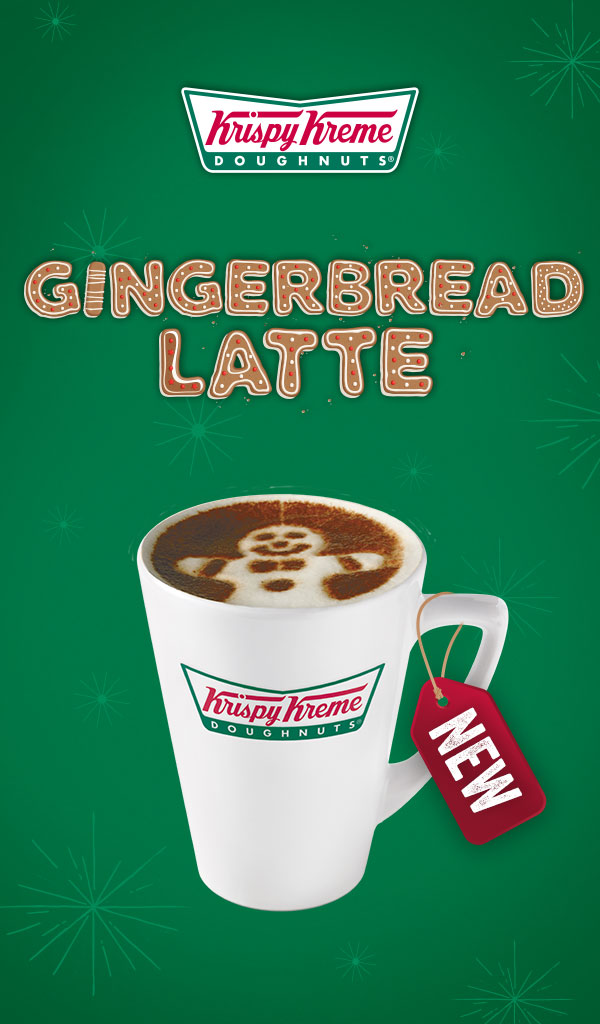 Krispy Kreme
DOUGHNUTS®
GINGERBREAD
LATTE
Krispy Kreme
DOUGHNUTS®
NEW